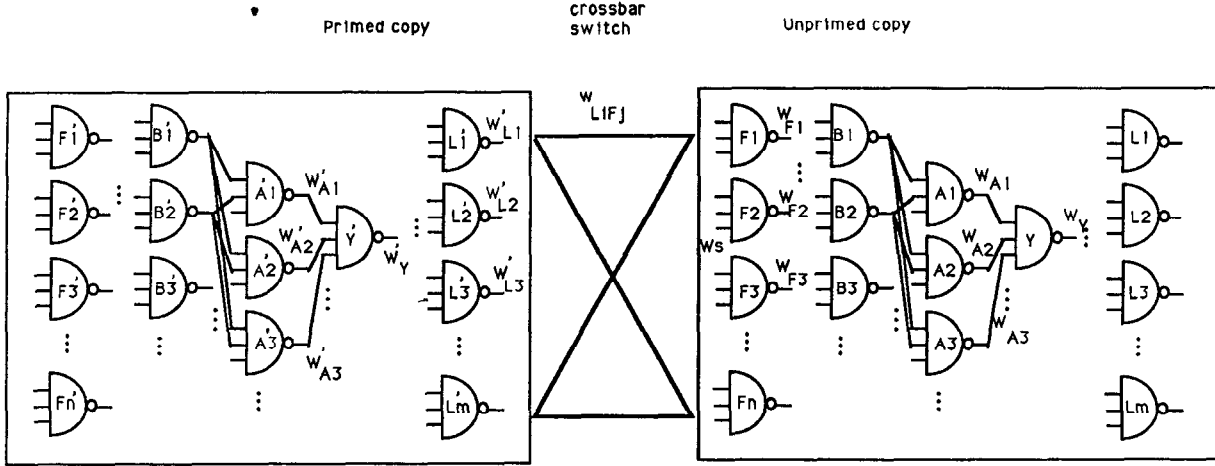 Primed copy
crossbar
switch
Unprimed copy
W
LiFj
F1'
B1'
A1'
W'A1
F2'
B2'
A2'
W'A2
Y'
W'Y
F3'
B3'
A3'
W'A3
Fn'
L1'
W'L1
L2'
W'L2
L3'
W'L3
Lm'
F1
WF1
B1
A1
WA1
F2
WF2
B2
Ws
A2
WA2
Y
WY
F3
WF3
B3
A3
WA3
Fn
L1
L2
L3
Lm